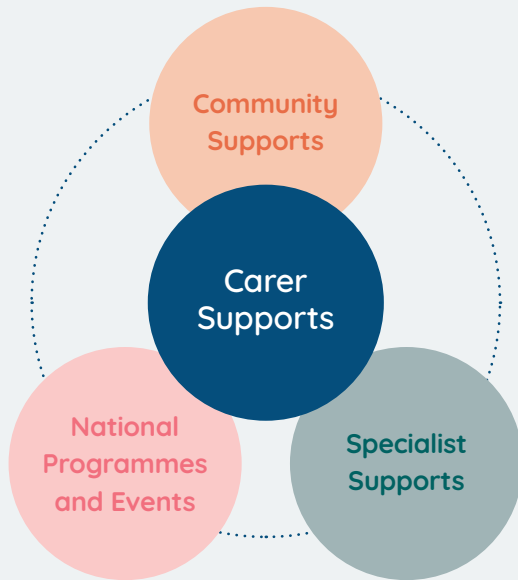 Community
Supports
Carer
Supports
National
Programmes
and Events
Specialist
Supports